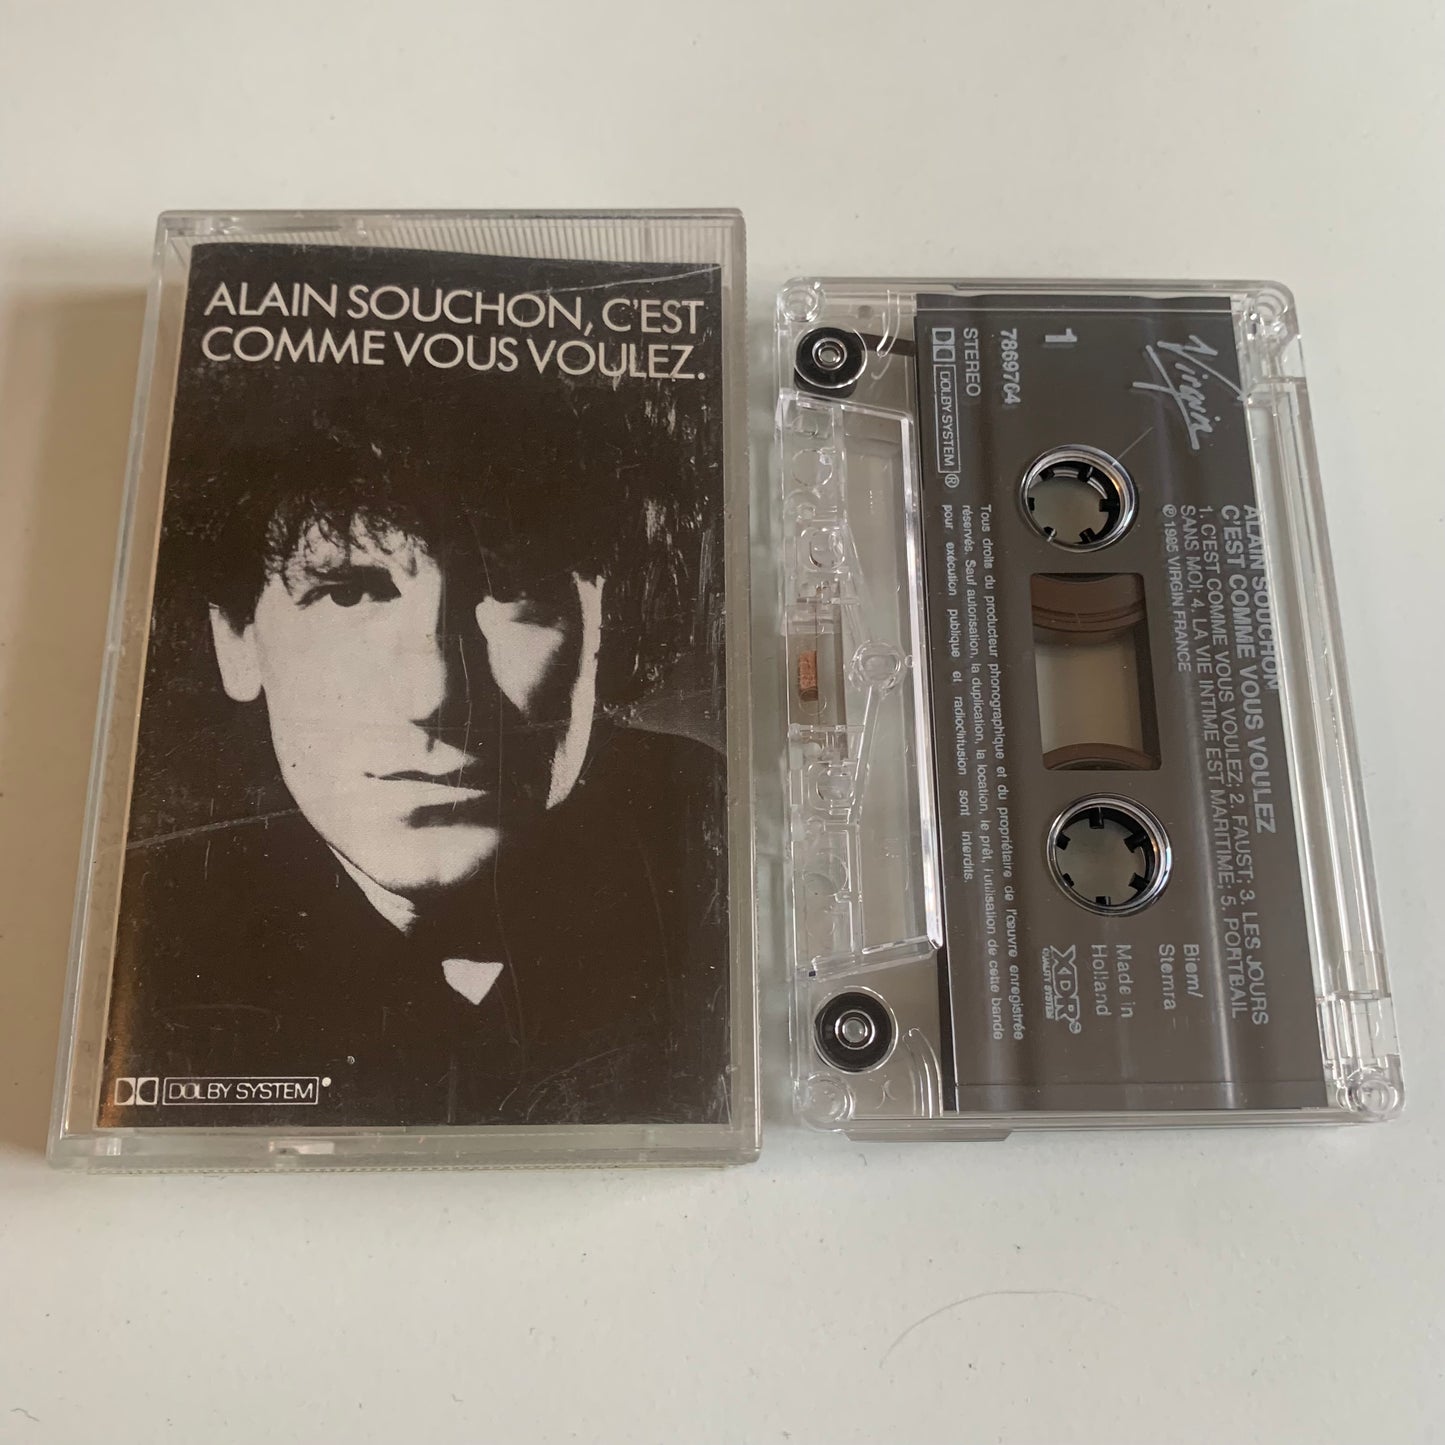 ALAIN SOUCHON, C'EST
COMME VOUS VOULEZ.
DOLBY SYSTEM
Virgin
ALAIN SOUCHON
C'EST COMME VOUS VOULEZ
1. C'EST COMME VOUS VOULEZ; 2. FAUST; 3. LES JOURS
SANS MOI; 4. LA VIE INTIME EST MARITIME; 5. PORTBAIL
℗ 1985 VIRGIN FRANCE
1
7869704
STEREO
DOLBY SYSTEM®
Biem/
Stemra
Made in
Holland
XDR®
QUALITY SYSTEM
Tous droits du producteur phonographique et du propriétaire de l'œuvre enregistrée
réservés. Sauf autorisation, la duplication, la location, le prêt, l'utilisation de cette bande
pour exécution publique et radiodiffusion sont interdits.